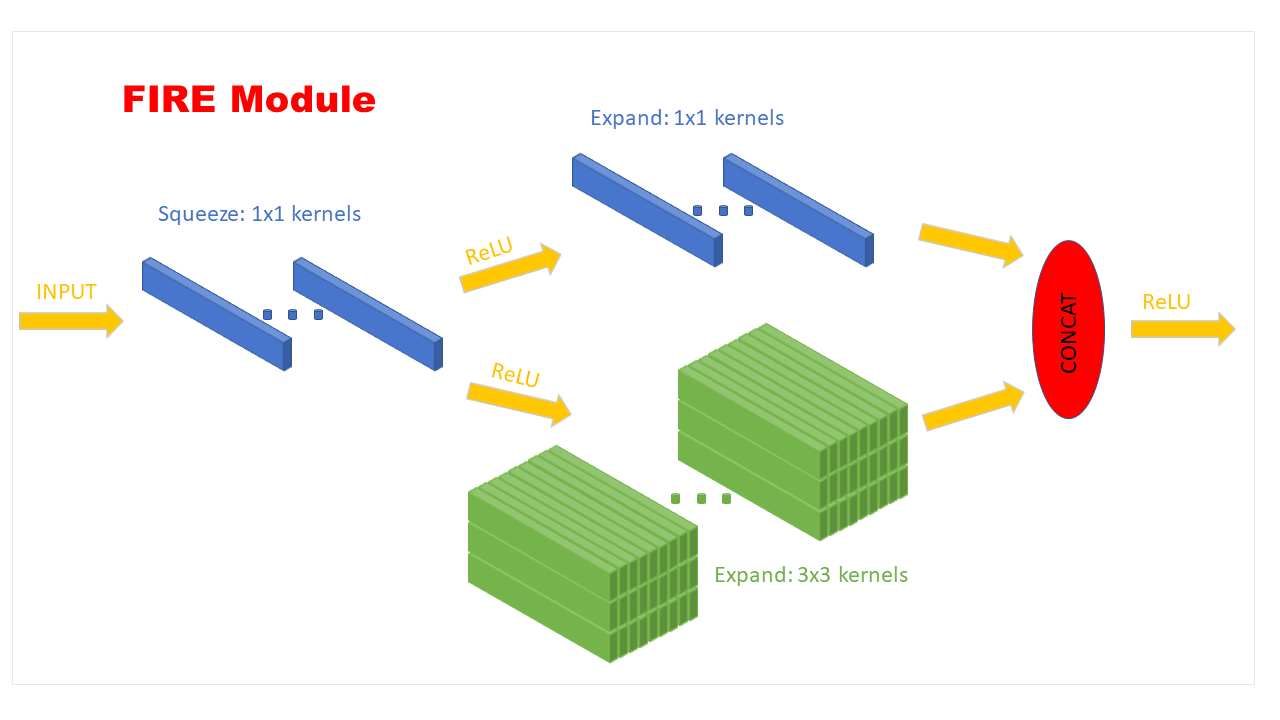 FIRE Module
Expand: 1x1 kernels
Squeeze: 1x1 kernels
ReLU
INPUT
CONCAT
ReLU
ReLU
Expand: 3x3 kernels